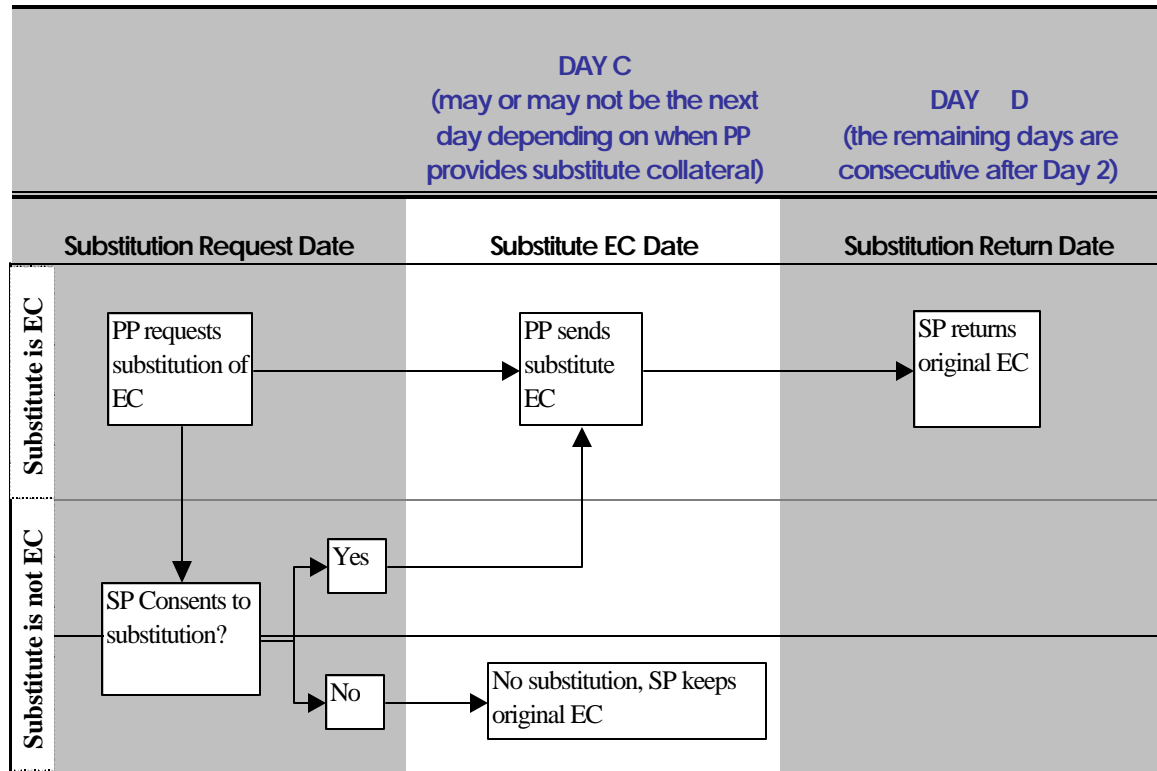 DAY C
(may or may not be the next
day depending on when PP
provides substitute collateral)
DAY D
(the remaining days are
consecutive after Day 2)
Substitution Request Date
Substitute EC Date
Substitution Return Date
Substitute is EC
PP requests
substitution of
EC
PP sends
substitute
EC
SP returns
original EC
Substitute is not EC
SP Consents to
substitution?
Yes
No
No substitution, SP keeps
original EC